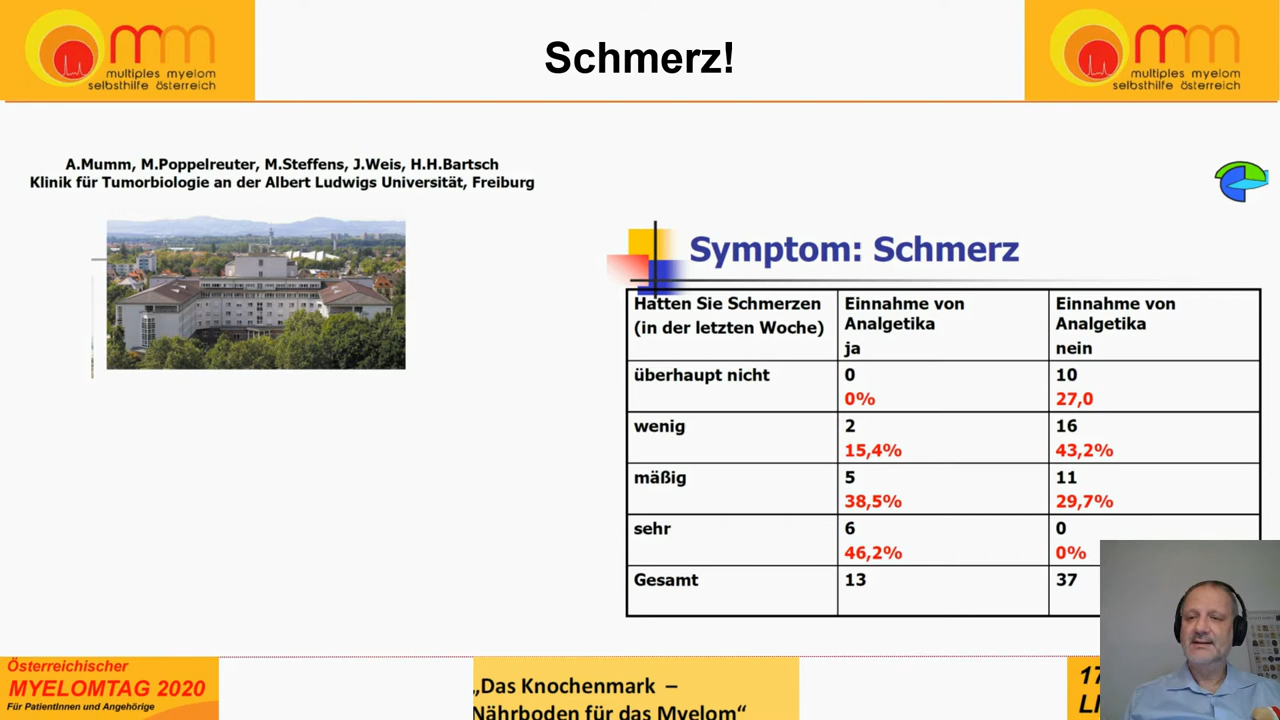 multiples myelom
selbsthilfe österreich
Schmerz!
multiples myelom
selbsthilfe österreich
A.Mumm, M.Poppelreuter, M.Steffens, J.Weis, H.H.Bartsch
Klinik für Tumorbiologie an der Albert Ludwigs Universität, Freiburg
Symptom: Schmerz
Hatten Sie Schmerzen
(in der letzten Woche)
Einnahme von
Analgetika
ja
Einnahme von
Analgetika
nein
überhaupt nicht
0
0%
10
27,0
wenig
2
15,4%
16
43,2%
mäßig
5
38,5%
11
29,7%
sehr
6
46,2%
0
0%
Gesamt
13
37
Österreichischer
MYELOMTAG 2020
Für PatientInnen und Angehörige
„Das Knochenmark –
Nährboden für das Myelom“
17